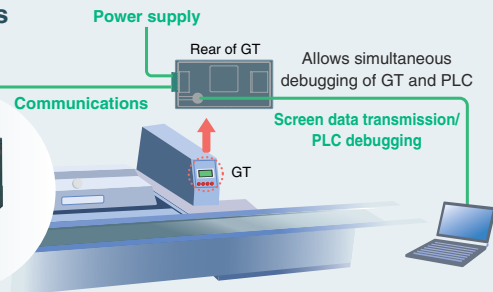 s
Power supply
Rear of GT
Allows simultaneous
debugging of GT and PLC
Communications
Screen data transmission/
PLC debugging
GT